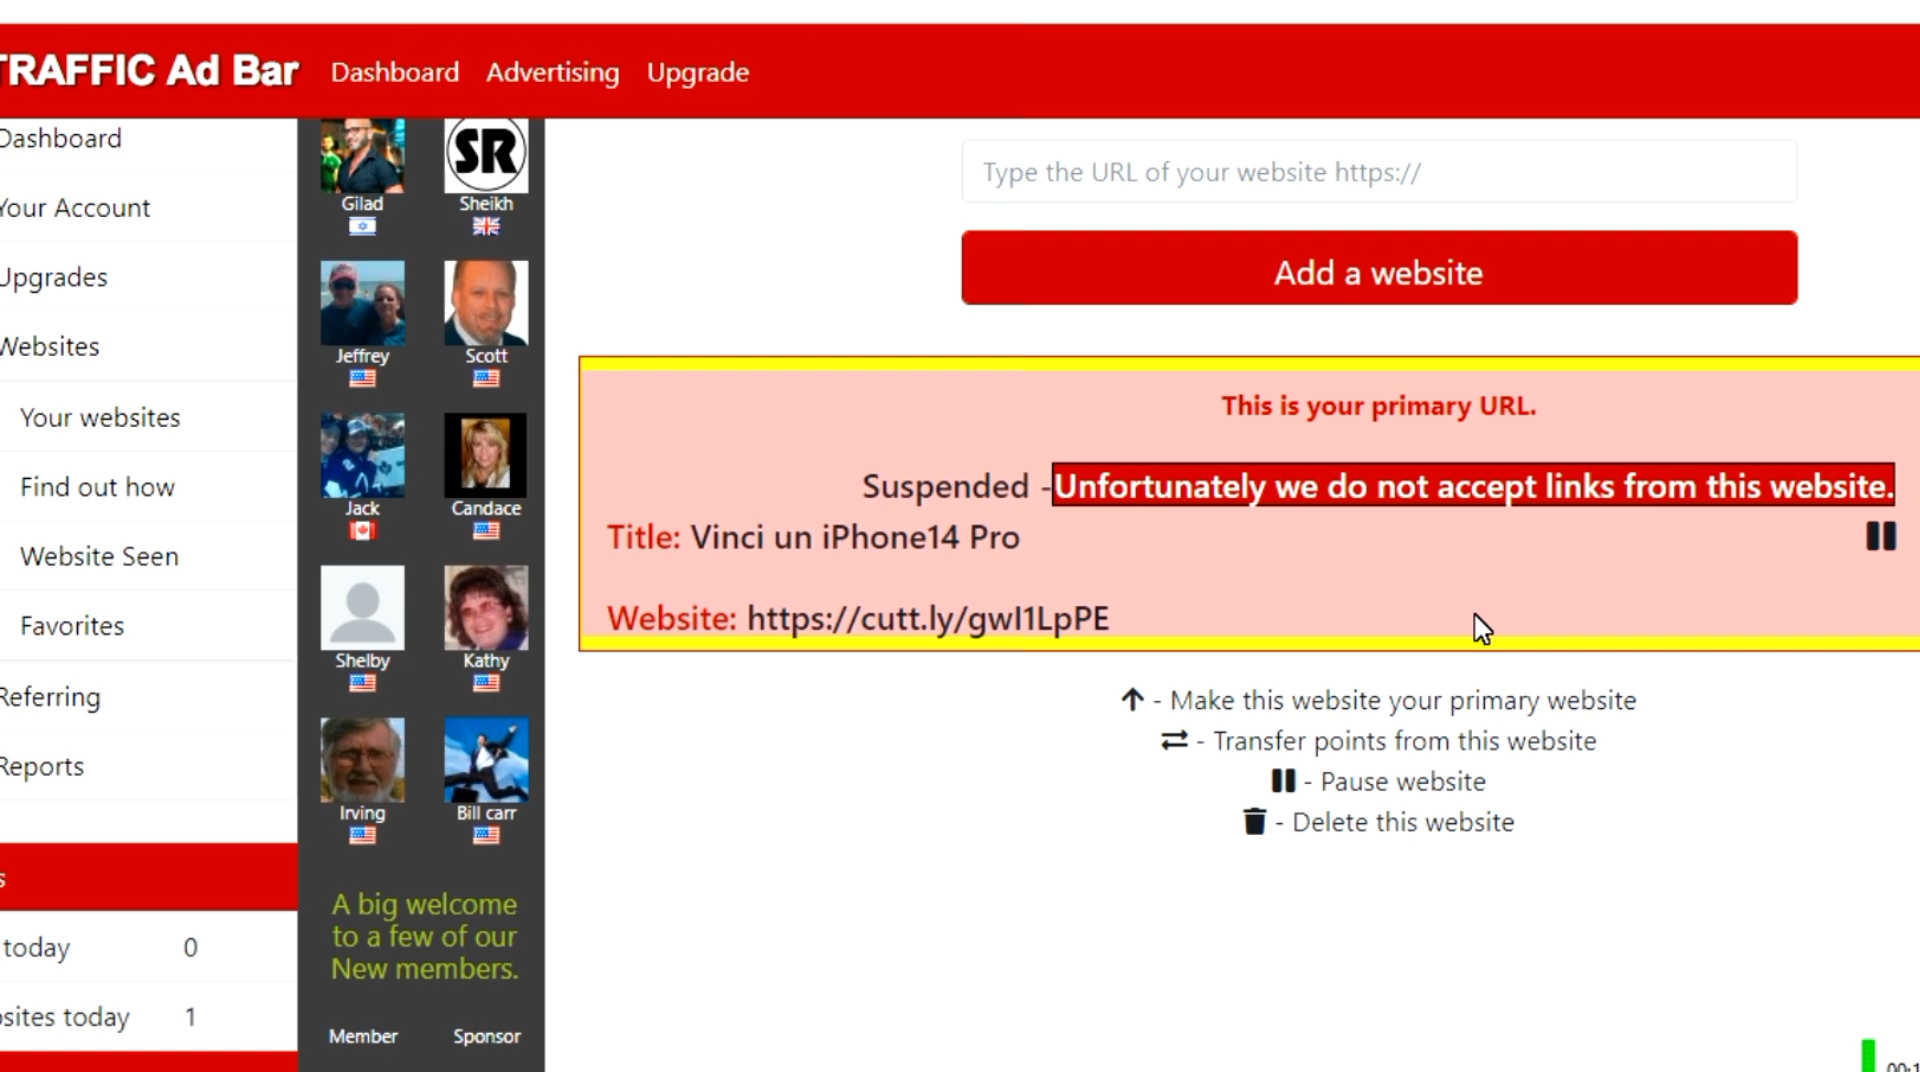 TRAFFIC Ad Bar
Dashboard Advertising Upgrade
Dashboard
Your Account
Upgrades
Websites
Your websites
Find out how
Website Seen
Favorites
Referring
Reports
today 0
sites today 1
SR
Gilad Sheikh
Jeffrey Scott
Jack Candace
Shelby Kathy
Irving Bill carr
A big welcome
to a few of our
New members.
Member Sponsor
Type the URL of your website https://
Add a website
This is your primary URL.
Suspended -Unfortunately we do not accept links from this website.
Title: Vinci un iPhone14 Pro
Website: https://cutt.ly/gwI1LpPE
- Make this website your primary website
- Transfer points from this website
- Pause website
- Delete this website